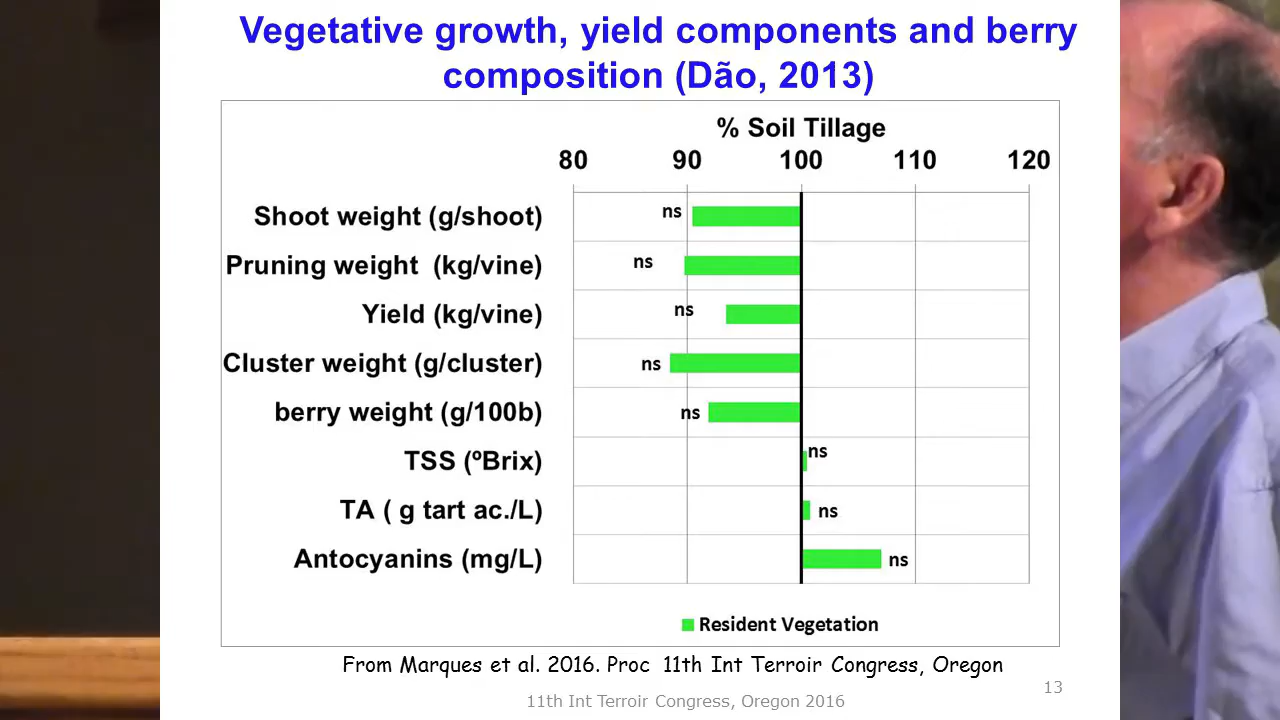 Vegetative growth, yield components and berry
composition (Dão, 2013)
% Soil Tillage
80 90 100 110 120
Shoot weight (g/shoot) ns
Pruning weight (kg/vine) ns
Yield (kg/vine) ns
Cluster weight (g/cluster) ns
berry weight (g/100b) ns
TSS (ºBrix) ns
TA ( g tart ac./L) ns
Antocyanins (mg/L) ns
Resident Vegetation
From Marques et al. 2016. Proc 11th Int Terroir Congress, Oregon
13
11th Int Terroir Congress, Oregon 2016